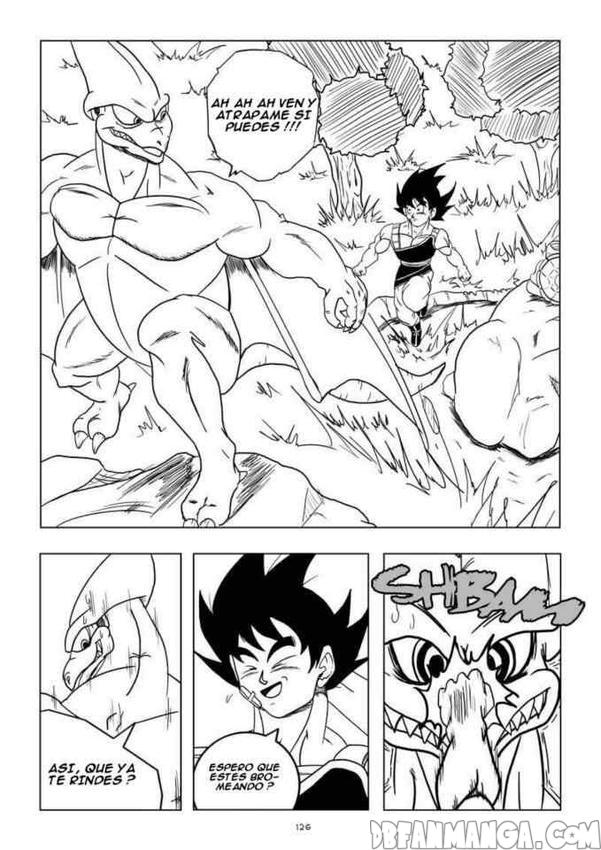 AH AH AH VEN Y
ATRAPAME SI
PUEDES !!!
ASI, QUE YA
TE RINDES ?
ESPERO QUE
ESTES BRO-
MEANDO ?
SHBAM
126
DBFANMANGA.COM